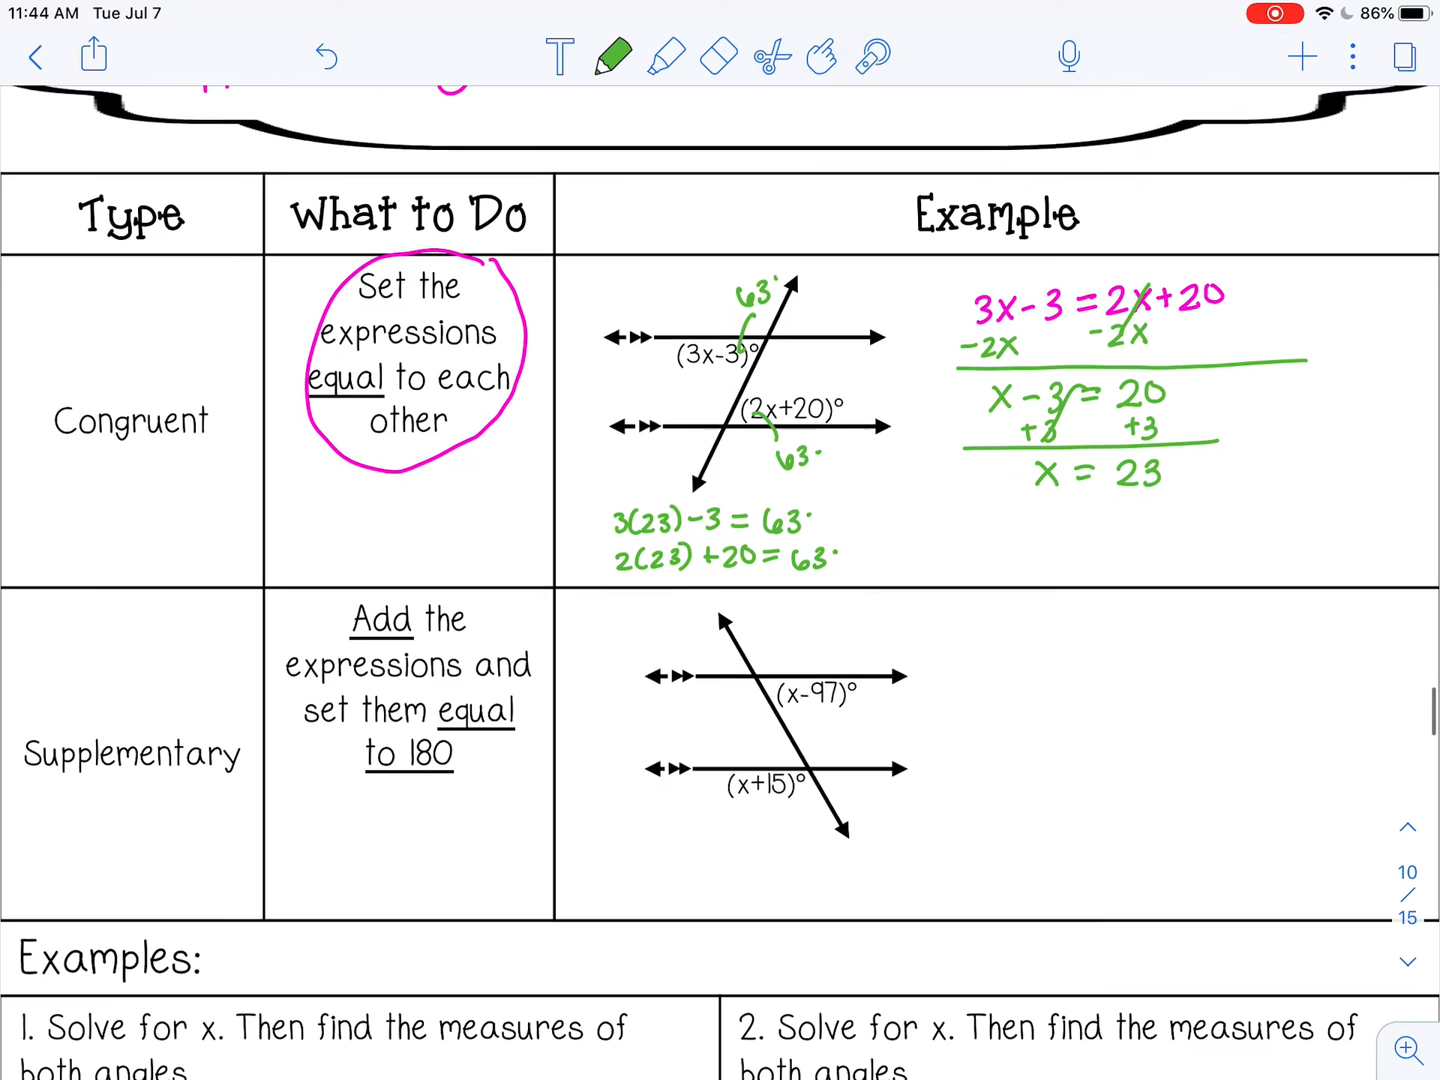 11:44 AM Tue Jul 7
86%
Type
What to Do
Example
Congruent
Set the
expressions
equal to each
other
63°
(3x-3)°
(2x+20)°
63°
3(23)-3 = 63°
2(23) +20 = 63°
3x-3 = 2x+20
-2x -2x
x - 3 = 20
+3 +3
x = 23
Supplementary
Add the
expressions and
set them equal
to 180
(x-97)°
(x+15)°
10
/
15
Examples:
1. Solve for x. Then find the measures of
both angles
2. Solve for x. Then find the measures of
both angles